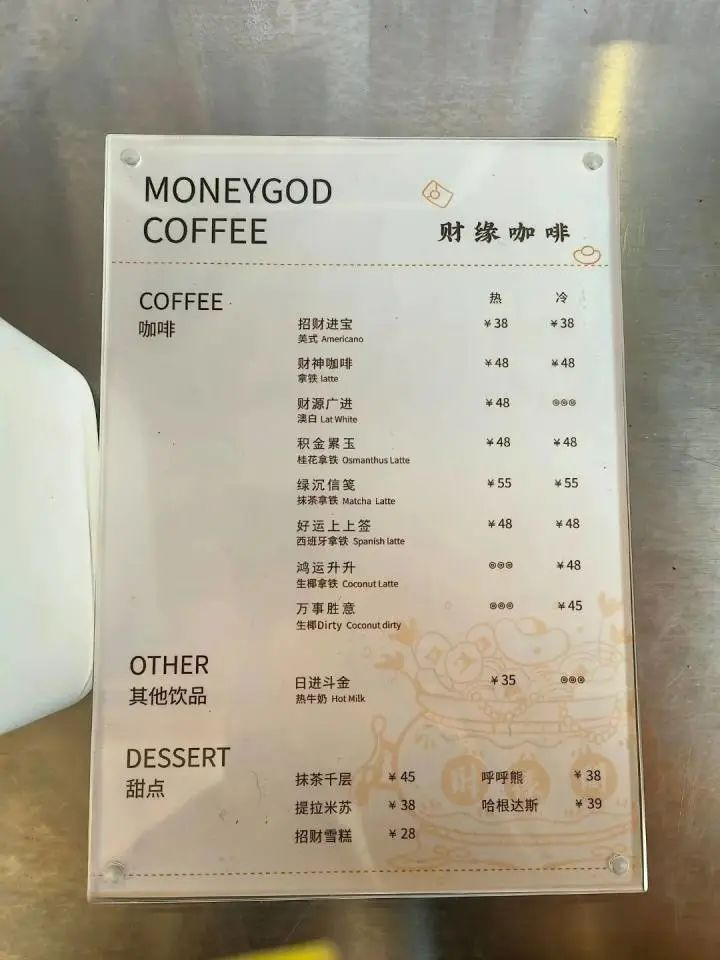 MONEYGOD
COFFEE
财缘咖啡
COFFEE 热 冷
咖啡
招财进宝 ¥38 ¥38
美式 Americano
财神咖啡 ¥48 ¥48
拿铁 latte
财源广进 ¥48 ◎◎◎
澳白 Lat White
积金累玉 ¥48 ¥48
桂花拿铁 Osmanthus Latte
绿沉信笺 ¥55 ¥55
抹茶拿铁 Matcha Latte
好运上上签 ¥48 ¥48
西班牙拿铁 Spanish latte
鸿运升升 ◎◎◎ ¥48
生椰拿铁 Coconut Latte
万事胜意 ◎◎◎ ¥45
生椰Dirty Coconut dirty
OTHER
其他饮品
日进斗金 ¥35 ◎◎◎
热牛奶 Hot Milk
DESSERT
甜点
抹茶千层 ¥45 呼呼熊 ¥38
提拉米苏 ¥38 哈根达斯 ¥39
招财雪糕 ¥28